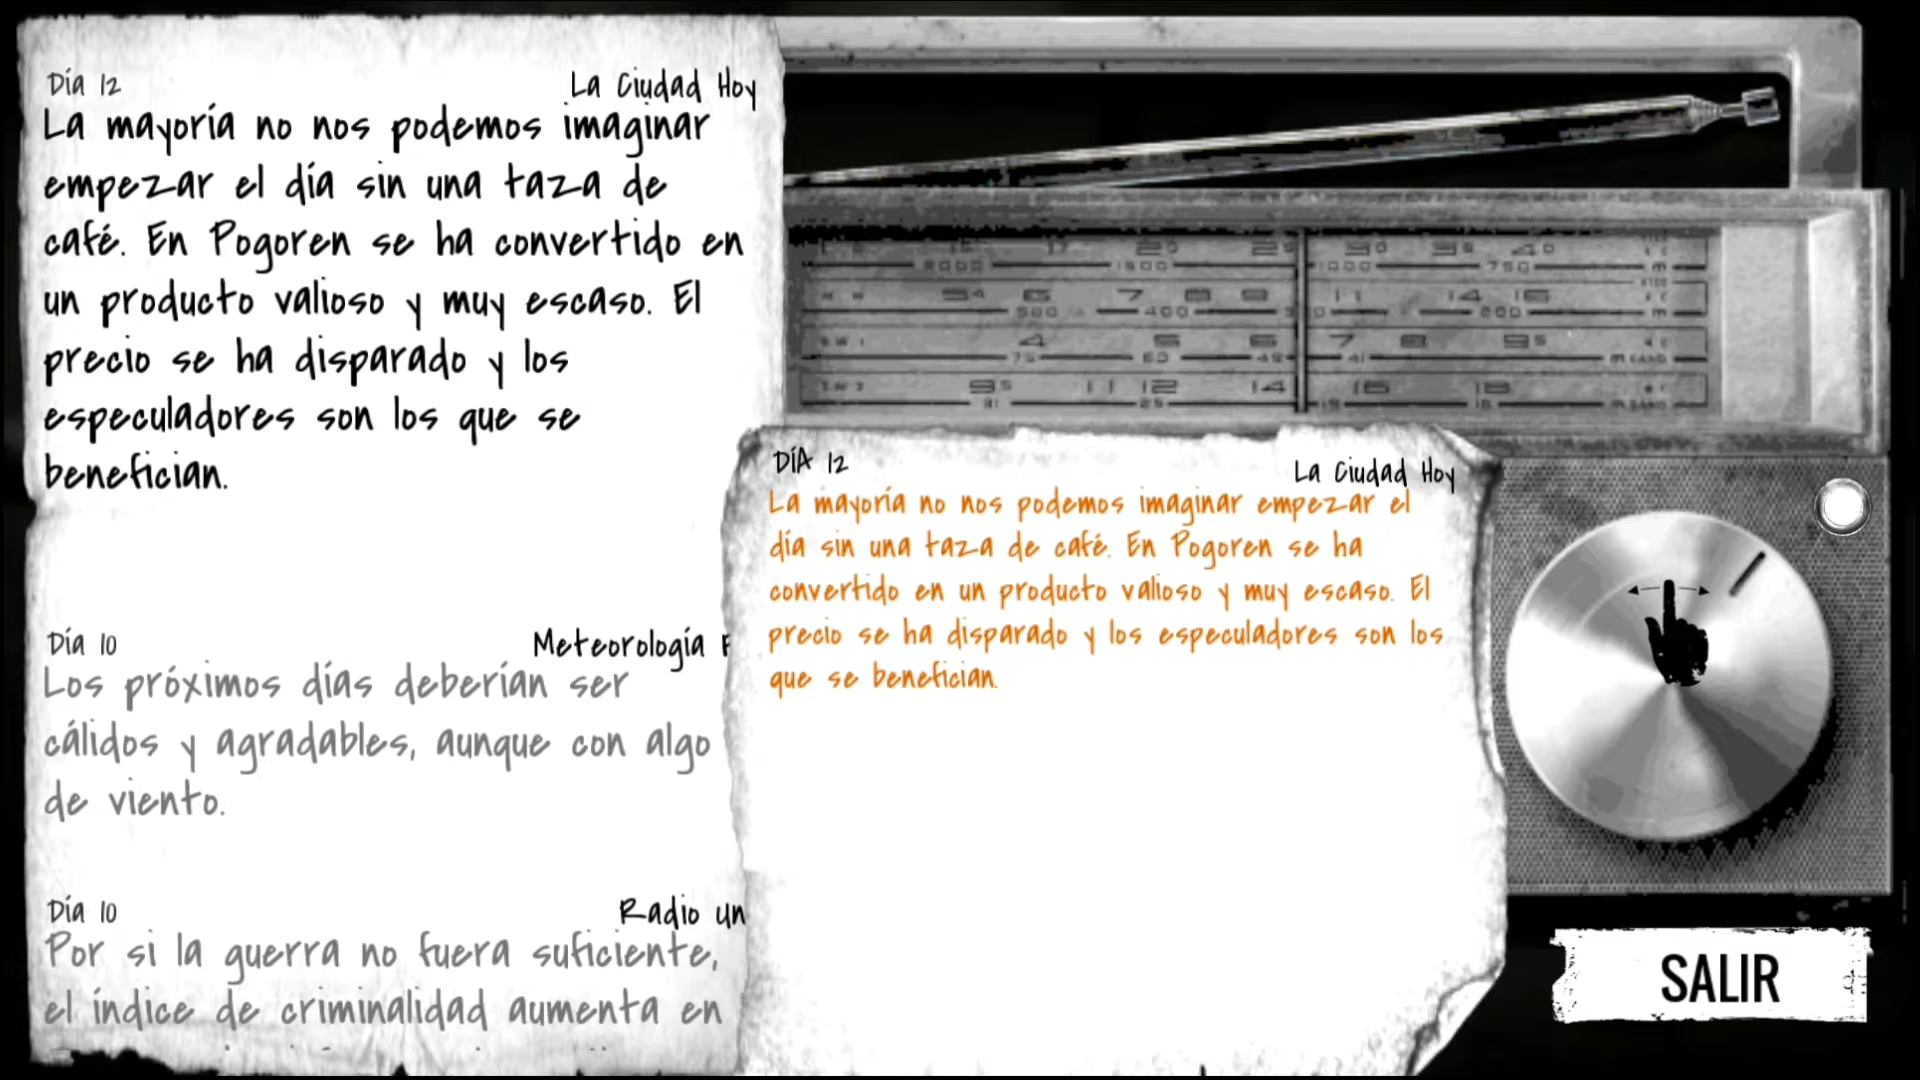 Día 12
La Ciudad Hoy
La mayoría no nos podemos imaginar
empezar el día sin una taza de
café. En Pogoren se ha convertido en
un producto valioso y muy escaso. El
precio se ha disparado y los
especuladores son los que se
benefician.
Día 10
Meteorología
Los próximos días deberían ser
cálidos y agradables, aunque con algo
de viento.
Día 10
Radio un
Por si la guerra no fuera suficiente,
el índice de criminalidad aumenta en
DÍA 12
La Ciudad Hoy
La mayoría no nos podemos imaginar empezar el
día sin una taza de café. En Pogoren se ha
convertido en un producto valioso y muy escaso. El
precio se ha disparado y los especuladores son los
que se benefician.
SALIR